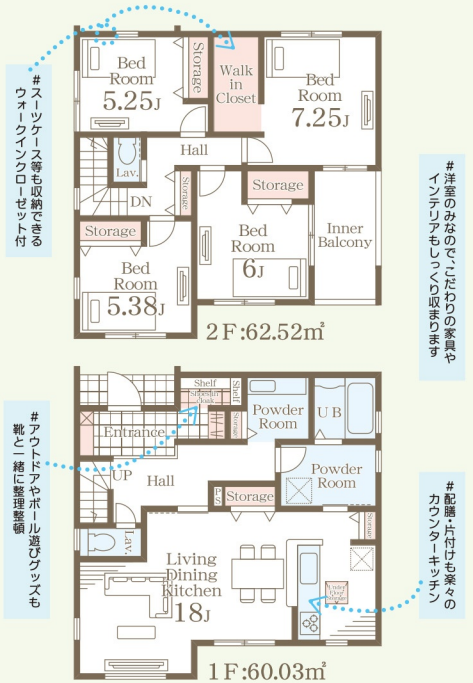 Bed
Room
5.25J
Storage
Walk
in
Closet
Bed
Room
7.25J
#スーツケース等も収納できる
ウォークインクローゼット付
Lav.
Hall
DN
Storage
Storage
Storage
Bed
Room
5.38J
Bed
Room
6J
Inner
Balcony
#洋室のみなので、こだわりの家具や
インテリアもしっくり収まります
2F:62.52㎡
Shelf
Shelf
Shoes in
cloak
Entrance
Storage
Powder
Room
UB
#アウトドアやボール遊びグッズも
靴と一緒に整理整頓
UP
Hall
PS
Storage
Powder
Room
Storage
Lav.
Living
Dining
Kitchen
18J
Under
Floor
Storage
#配膳・片付けも楽々の
カウンターキッチン
1F:60.03㎡